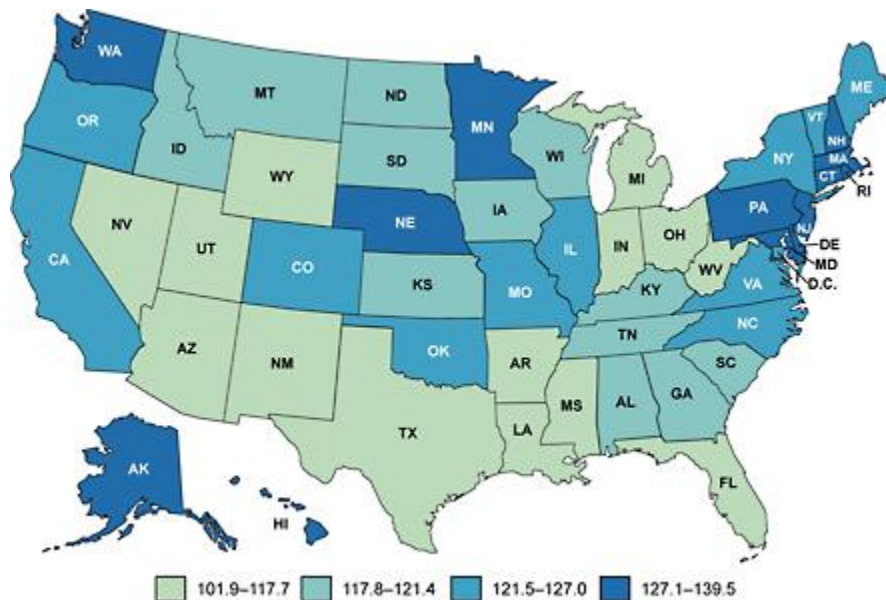 WA
ME
MT
ND
VT
OR
MN
NH
ID
WI
NY
MA
SD
CT
RI
MI
WY
PA
IA
NE
NJ
NV
OH
DE
UT
IL
IN
MD
CA
CO
WV
VA
D.C.
KS
MO
KY
NC
TN
OK
AZ
NM
AR
SC
MS
AL
GA
TX
LA
FL
AK
HI
101.9–117.7 117.8–121.4 121.5–127.0 127.1–139.5